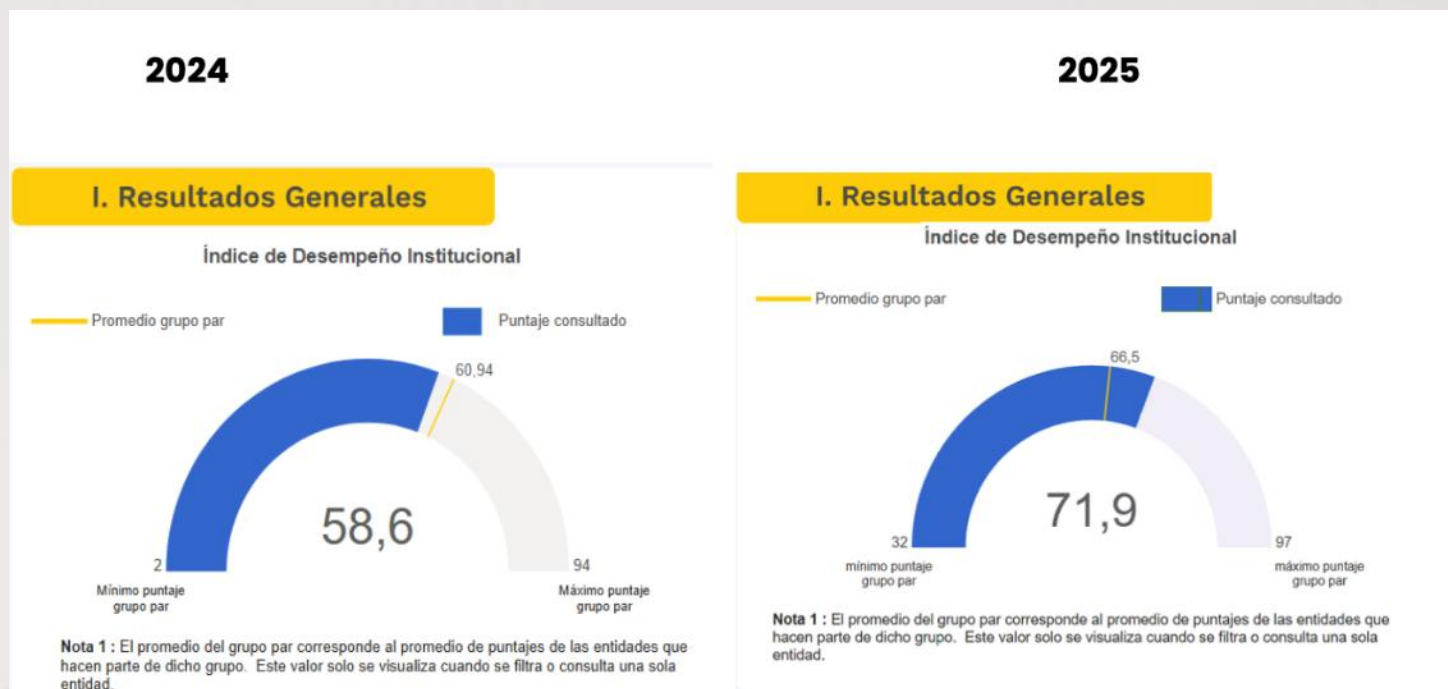 2024
I. Resultados Generales
Índice de Desempeño Institucional
Promedio grupo par
Puntaje consultado
60,94
58,6
2
Mínimo puntaje
grupo par
94
Máximo puntaje
grupo par
Nota 1 : El promedio del grupo par corresponde al promedio de puntajes de las entidades que
hacen parte de dicho grupo. Este valor solo se visualiza cuando se filtra o consulta una sola
entidad.
2025
I. Resultados Generales
Índice de Desempeño Institucional
Promedio grupo par
Puntaje consultado
66,5
71,9
32
mínimo puntaje
grupo par
97
máximo puntaje
grupo par
Nota 1 : El promedio del grupo par corresponde al promedio de puntajes de las entidades que
hacen parte de dicho grupo. Este valor solo se visualiza cuando se filtra o consulta una sola
entidad.